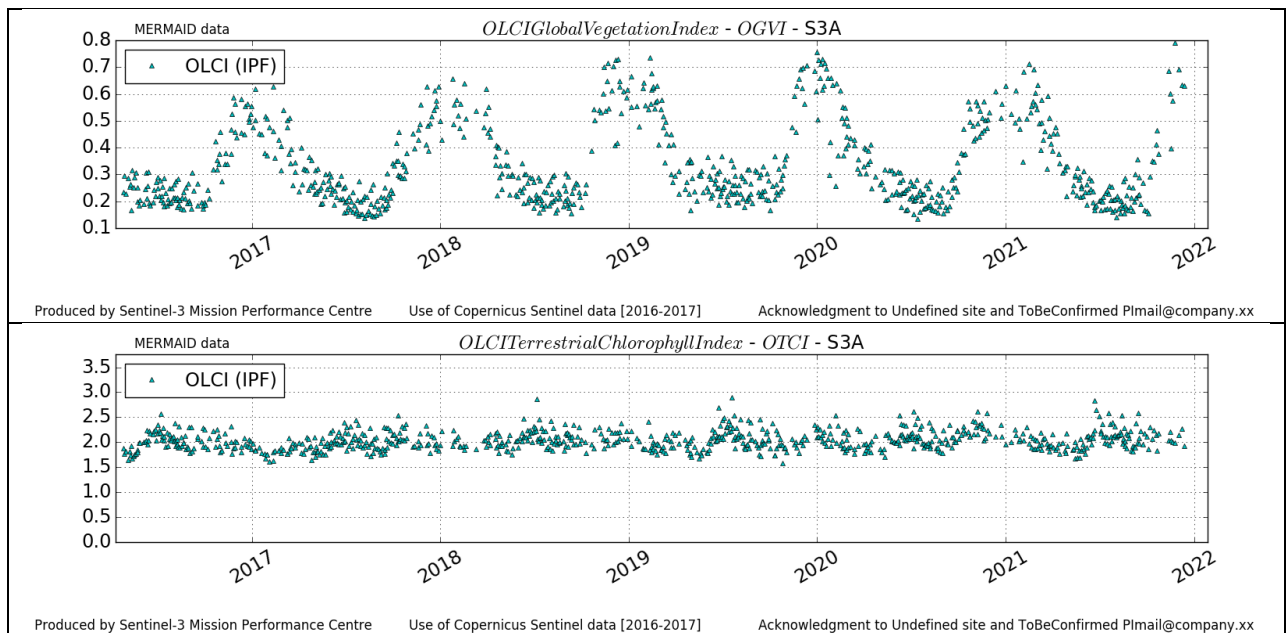 MERMAID data
OLCIGlobalVegetationIndex - OGVI - S3A
0.8
0.7
0.6
0.5
0.4
0.3
0.2
0.1
OLCI (IPF)
2017
2018
2019
2020
2021
2022
Produced by Sentinel-3 Mission Performance Centre
Use of Copernicus Sentinel data [2016-2017]
Acknowledgment to Undefined site and ToBeConfirmed PImail@company.xx
MERMAID data
OLCITerrestrialChlorophyllIndex - OTCI - S3A
3.5
3.0
2.5
2.0
1.5
1.0
0.5
0.0
OLCI (IPF)
2017
2018
2019
2020
2021
2022
Produced by Sentinel-3 Mission Performance Centre
Use of Copernicus Sentinel data [2016-2017]
Acknowledgment to Undefined site and ToBeConfirmed PImail@company.xx